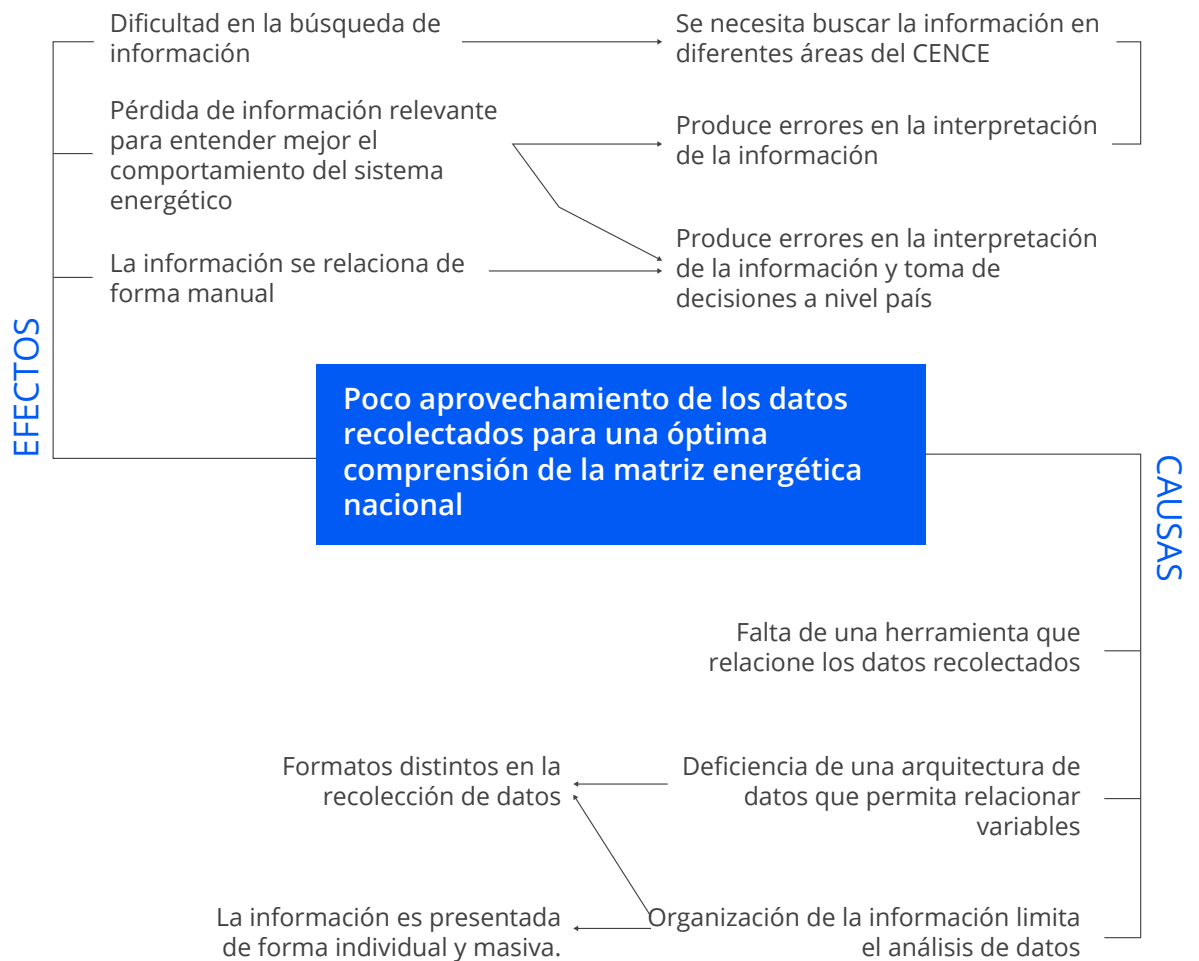 Dificultad en la búsqueda de
información
Se necesita buscar la información en
diferentes áreas del CENCE
Pérdida de información relevante
para entender mejor el
comportamiento del sistema
energético
Produce errores en la interpretación
de la información
La información se relaciona de
forma manual
Produce errores en la interpretación
de la información y toma de
decisiones a nivel país
EFECTOS
Poco aprovechamiento de los datos
recolectados para una óptima
comprensión de la matriz energética
nacional
CAUSAS
Falta de una herramienta que
relacione los datos recolectados
Formatos distintos en la
recolección de datos
Deficiencia de una arquitectura de
datos que permita relacionar
variables
La información es presentada
de forma individual y masiva.
Organización de la información limita
el análisis de datos